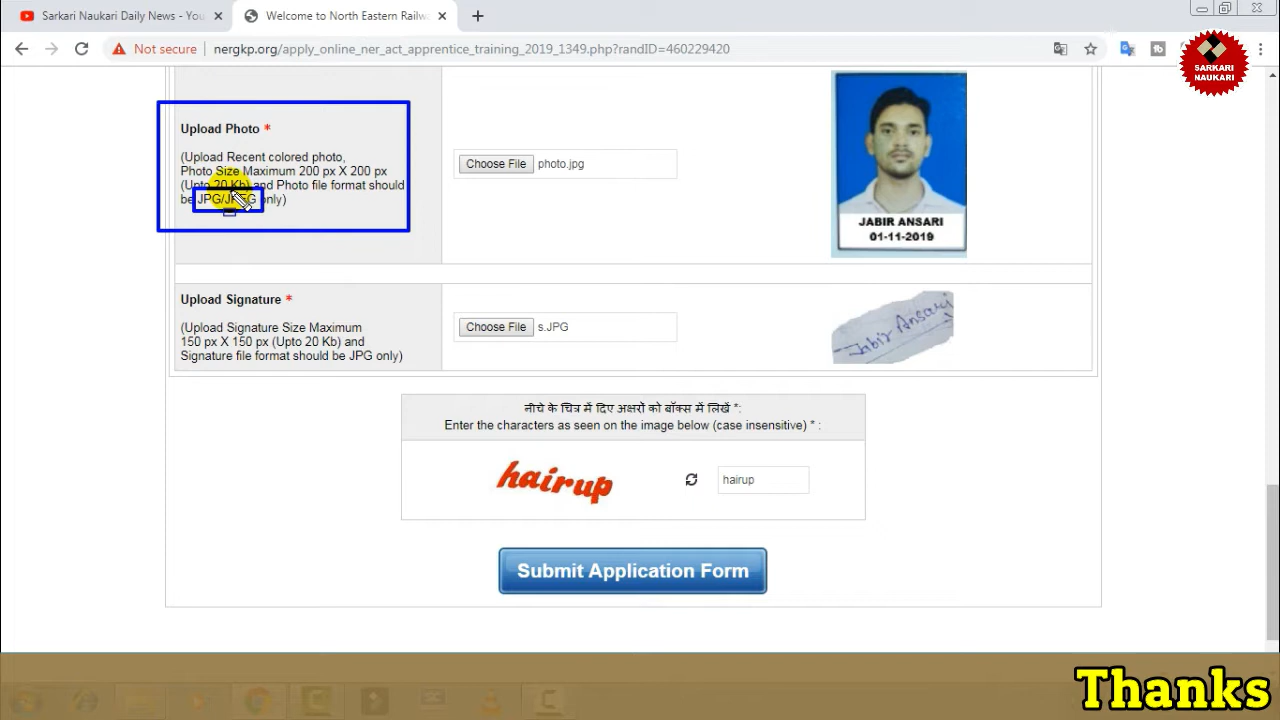 Sarkari Naukari Daily News - You
Welcome to North Eastern Railw
Not secure
nergkp.org/apply_online_ner_act_apprentice_training_2019_1349.php?randID=460229420
SARKARI
NAUKARI
Upload Photo *
(Upload Recent colored photo,
Photo Size Maximum 200 px X 200 px
(Upto 20 Kb) and Photo file format should
be JPG/JPEG only)
Choose File photo.jpg
JABIR ANSARI
01-11-2019
Upload Signature *
(Upload Signature Size Maximum
150 px X 150 px (Upto 20 Kb) and
Signature file format should be JPG only)
Choose File s.JPG
Jabir Ansari
नीचे के चित्र में दिए अक्षरों को बॉक्स में लिखें *:
Enter the characters as seen on the image below (case insensitive) * :
hairup
hairup
Submit Application Form
Thanks